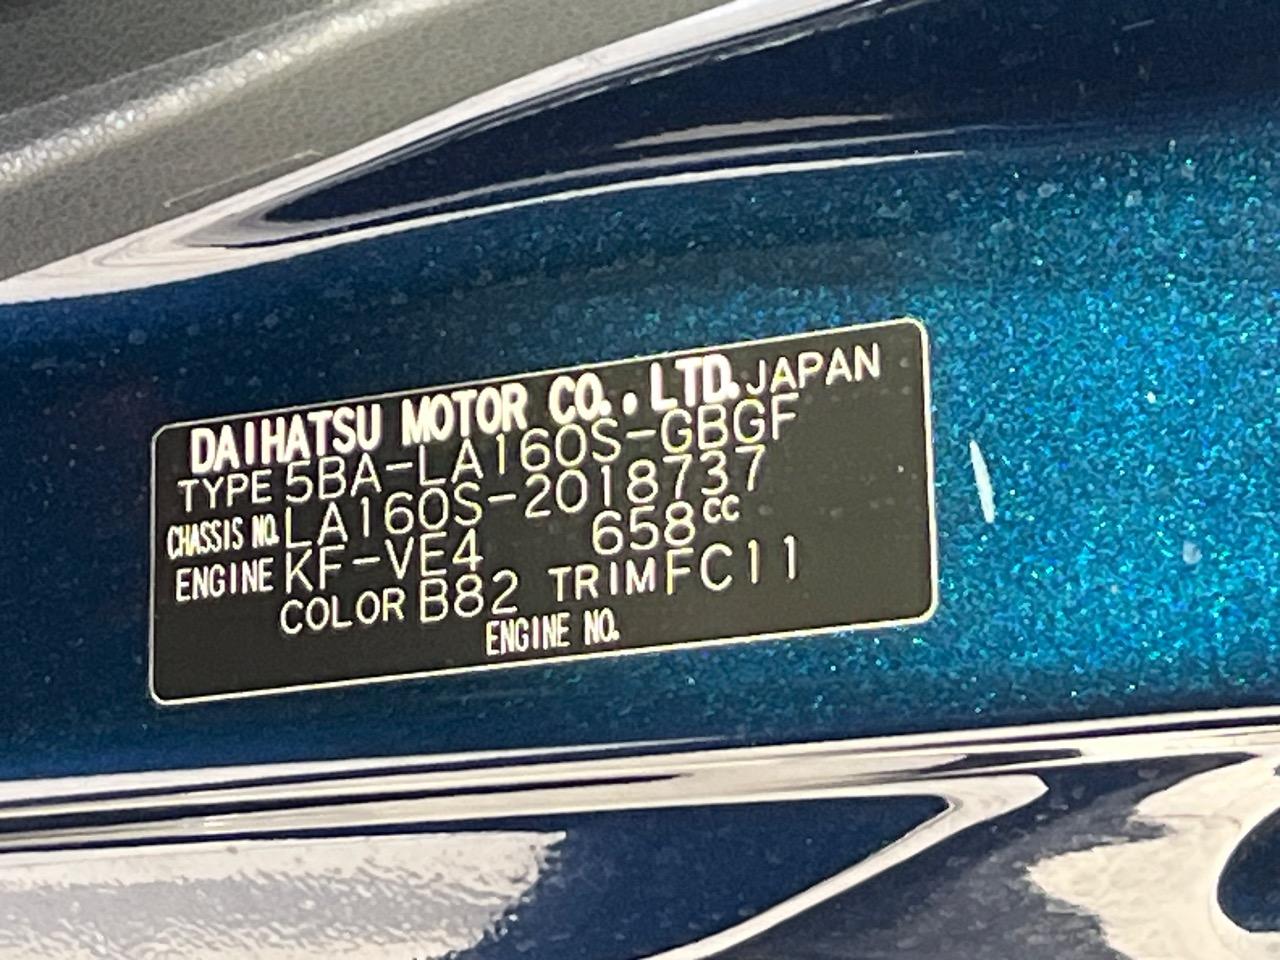 DAIHATSU MOTOR CO., LTD. JAPAN
TYPE 5BA-LA160S-GBGF
CHASSIS NO. LA160S-2018737
ENGINE KF-VE4 658cc
COLOR B82 TRIM FC11
ENGINE NO.